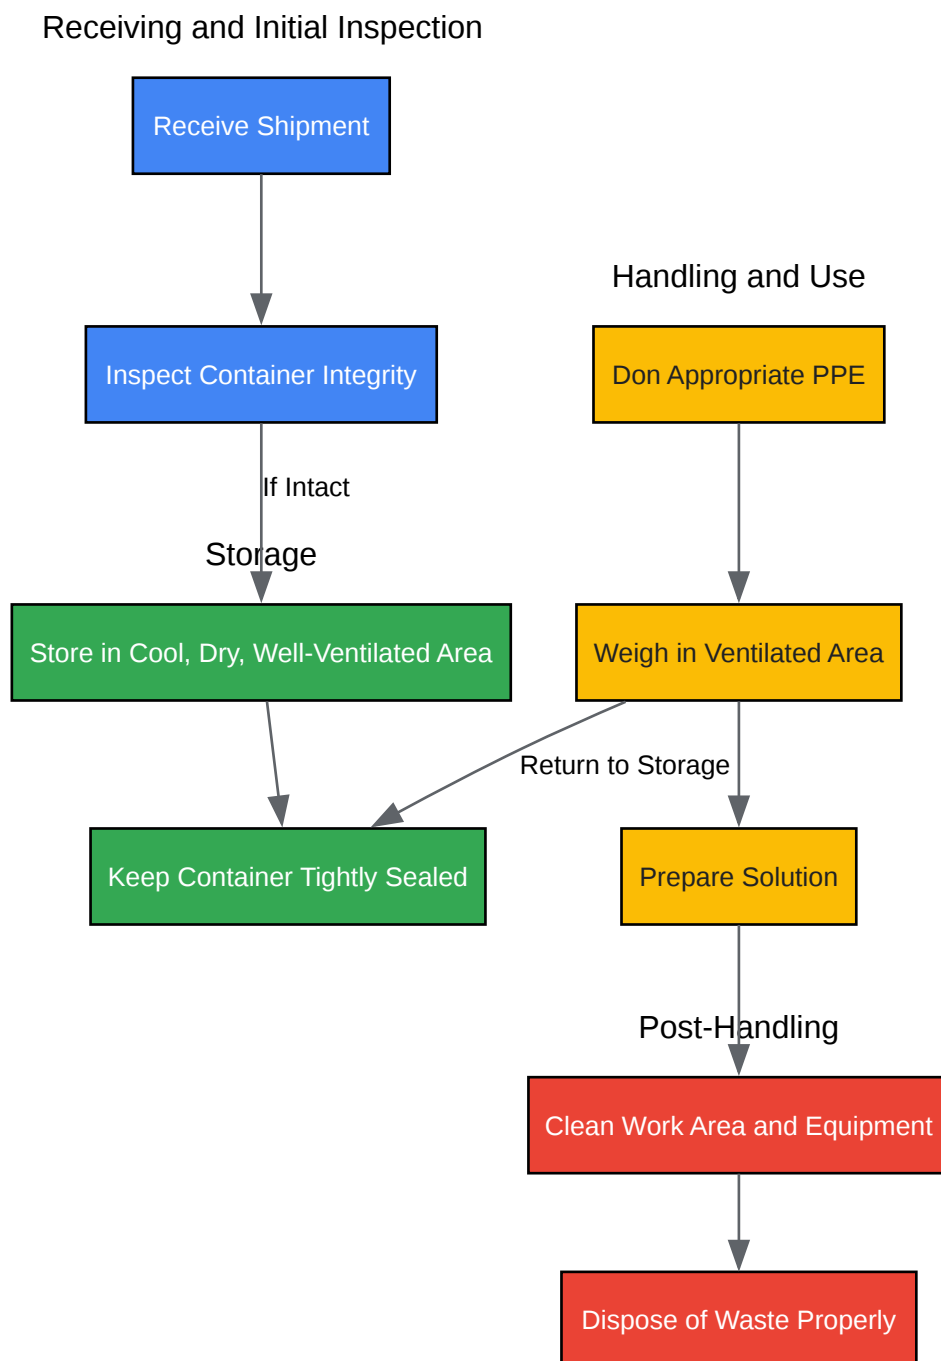 Receiving and Initial Inspection
Receive Shipment
Handling and Use
Inspect Container Integrity
Don Appropriate PPE
If Intact
Storage
Store in Cool, Dry, Well-Ventilated Area
Weigh in Ventilated Area
Return to Storage
Keep Container Tightly Sealed
Prepare Solution
Post-Handling
Clean Work Area and Equipment
Dispose of Waste Properly